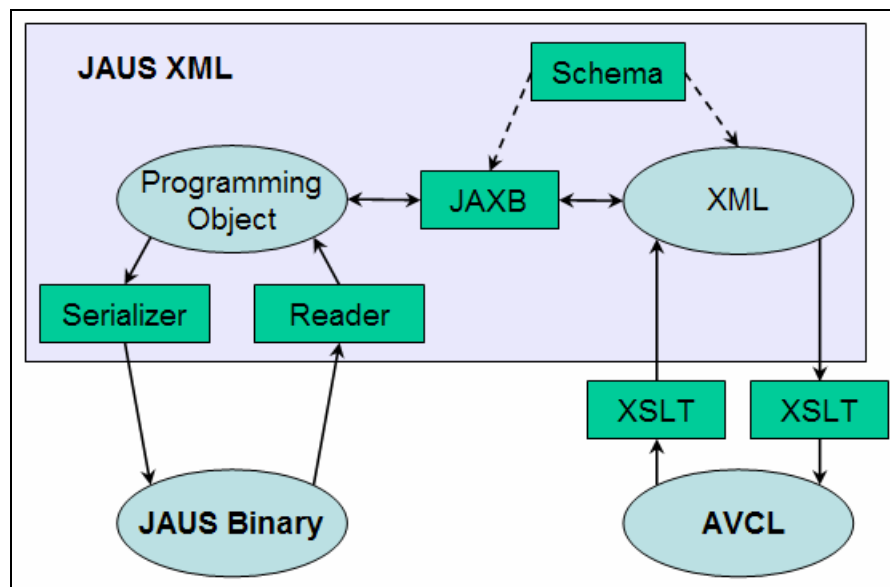 JAUS XML
Schema
Programming
Object
JAXB
XML
Serializer
Reader
XSLT
XSLT
JAUS Binary
AVCL